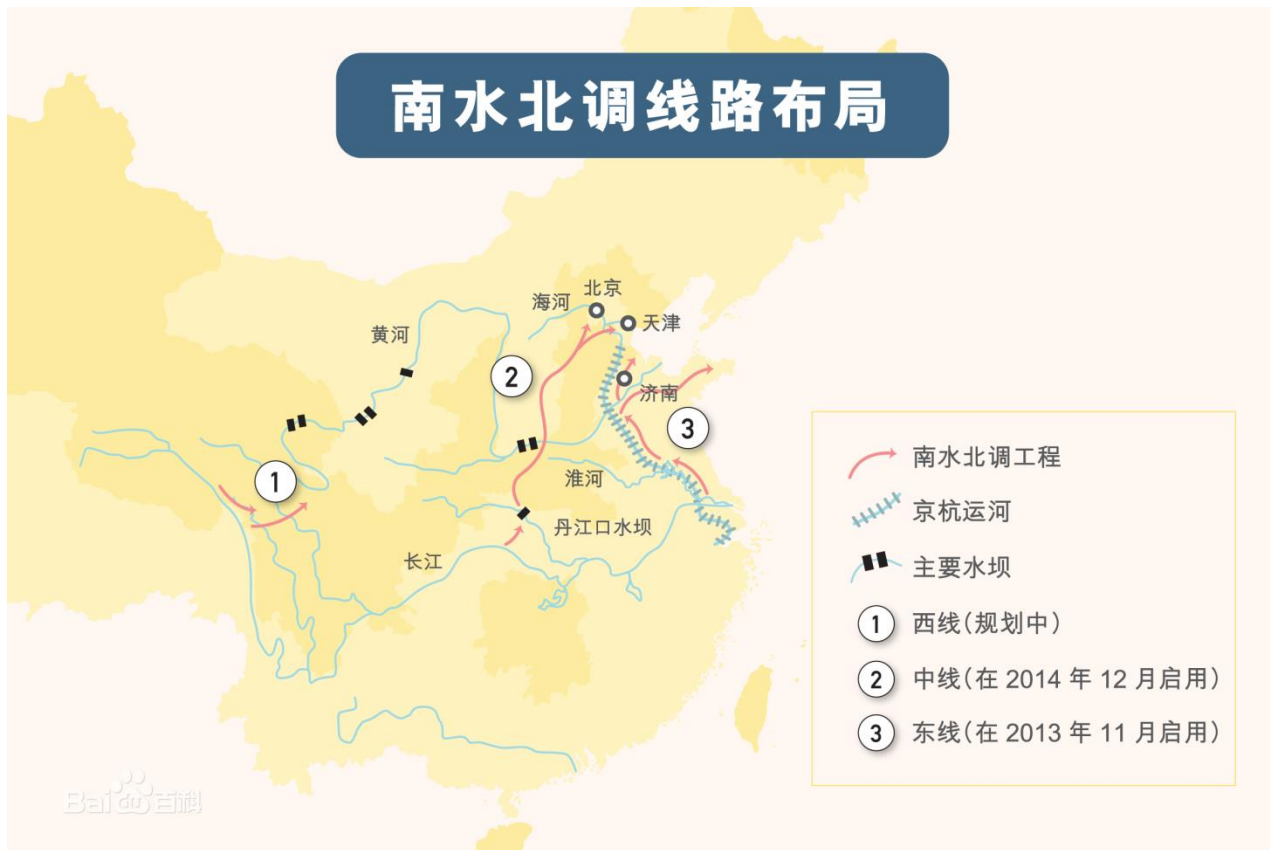 南水北调线路布局
北京
海河
天津
黄河
2
济南
3
1
淮河
丹江口水坝
长江
南水北调工程
京杭运河
主要水坝
1 西线(规划中)
2 中线(在 2014 年 12 月启用)
3 东线(在 2013 年 11 月启用)
Baidu百科